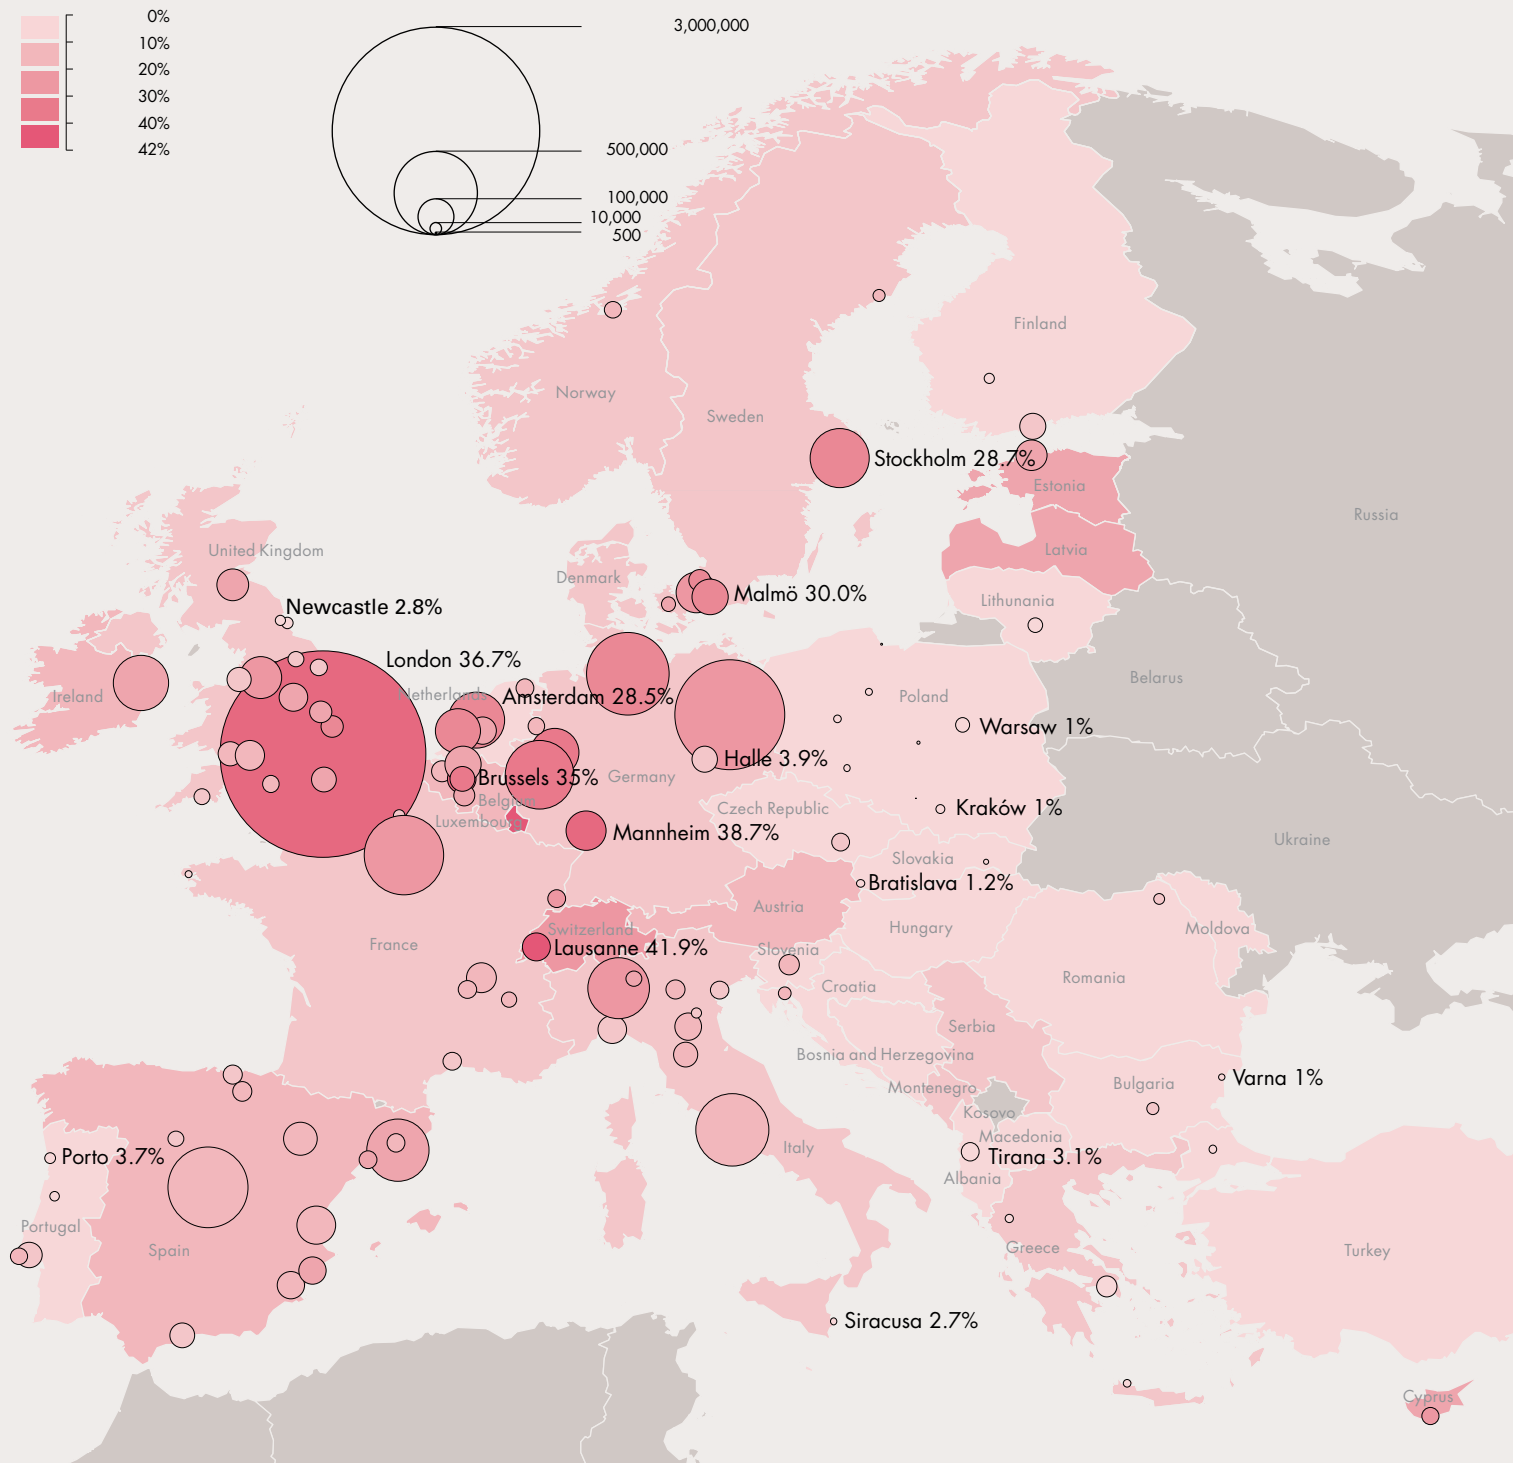 0%
10%
20%
30%
40%
42%
3,000,000
500,000
100,000
10,000
500
Finland
Norway
Sweden
Stockholm 28.7%
Estonia
Russia
United Kingdom
Latvia
Denmark
Malmö 30.0%
Lithunania
Newcastle 2.8%
London 36.7%
Belarus
Ireland
Netherlands
Amsterdam 28.5%
Poland
Warsaw 1%
Halle 3.9%
Brussels 35%
Germany
Belgium
Czech Republic
Kraków 1%
Luxembourg
Mannheim 38.7%
Ukraine
Slovakia
Bratislava 1.2%
Austria
Switzerland
Hungary
Moldova
France
Lausanne 41.9%
Slovenia
Romania
Croatia
Serbia
Bosnia and Herzegovina
Montenegro
Bulgaria
Varna 1%
Kosovo
Macedonia
Italy
Porto 3.7%
Tirana 3.1%
Albania
Portugal
Spain
Greece
Turkey
Siracusa 2.7%
Cyprus